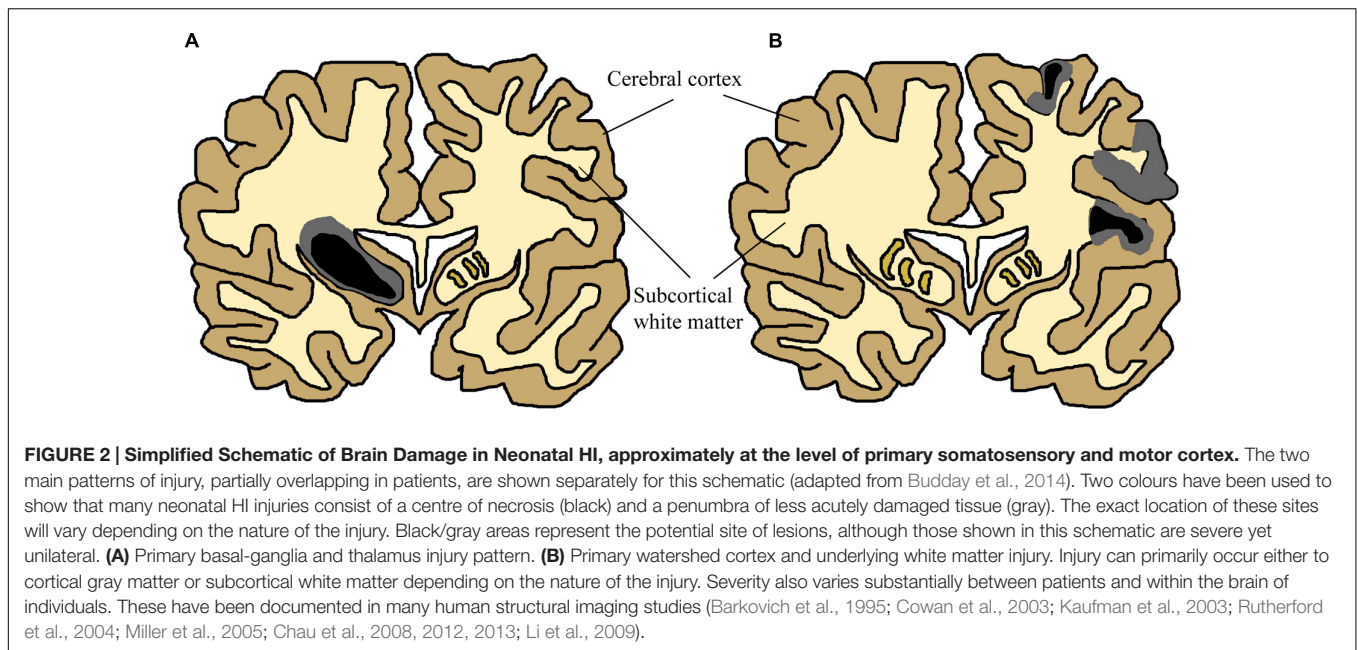 A
B
Cerebral cortex
Subcortical
white matter
FIGURE 2 | Simplified Schematic of Brain Damage in Neonatal HI, approximately at the level of primary somatosensory and motor cortex. The two
main patterns of injury, partially overlapping in patients, are shown separately for this schematic (adapted from Budday et al., 2014). Two colours have been used to
show that many neonatal HI injuries consist of a centre of necrosis (black) and a penumbra of less acutely damaged tissue (gray). The exact location of these sites
will vary depending on the nature of the injury. Black/gray areas represent the potential site of lesions, although those shown in this schematic are severe yet
unilateral. (A) Primary basal-ganglia and thalamus injury pattern. (B) Primary watershed cortex and underlying white matter injury. Injury can primarily occur either to
cortical gray matter or subcortical white matter depending on the nature of the injury. Severity also varies substantially between patients and within the brain of
individuals. These have been documented in many human structural imaging studies (Barkovich et al., 1995; Cowan et al., 2003; Kaufman et al., 2003; Rutherford
et al., 2004; Miller et al., 2005; Chau et al., 2008, 2012, 2013; Li et al., 2009).